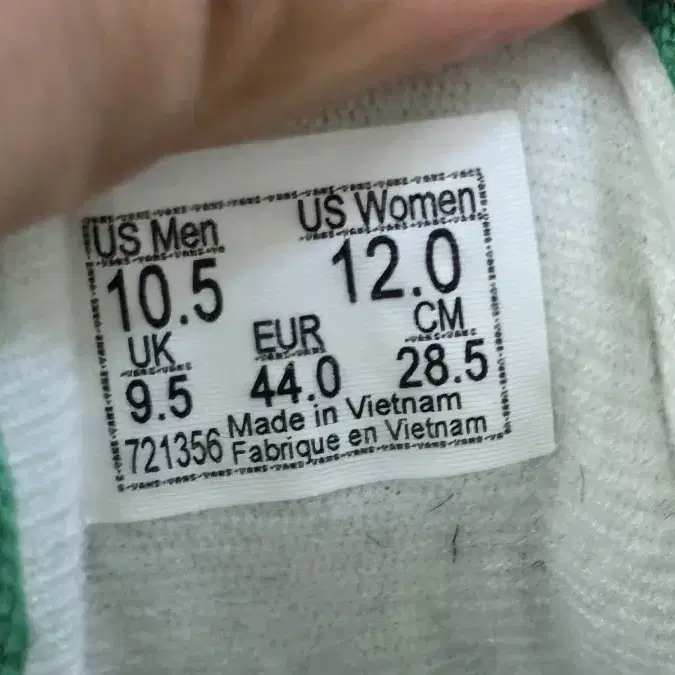 US Men US Women
10.5 12.0
UK EUR CM
9.5 44.0 28.5
721356 Made in Vietnam
Fabrique en Vietnam